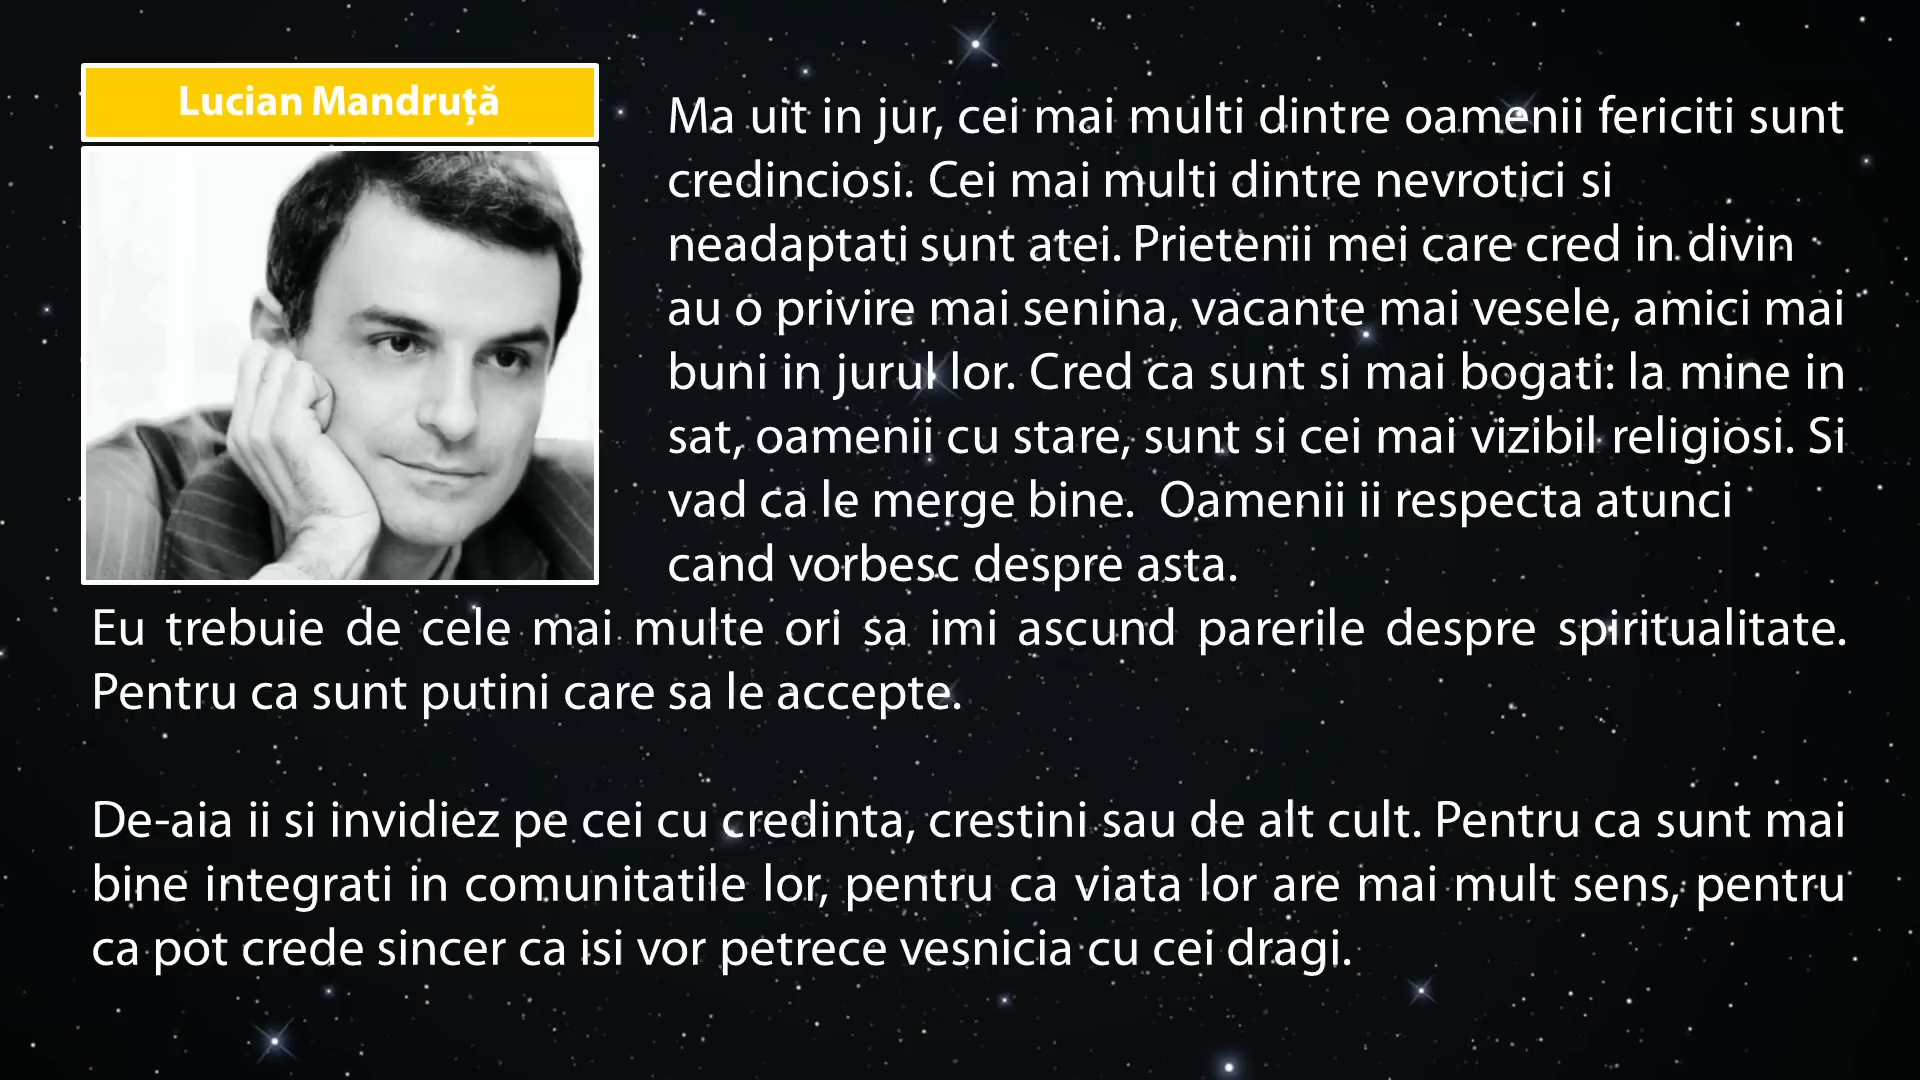 Lucian Mandruță
Ma uit in jur, cei mai multi dintre oamenii fericiti sunt
credinciosi. Cei mai multi dintre nevrotici si
neadaptati sunt atei. Prietenii mei care cred in divin
au o privire mai senina, vacante mai vesele, amici mai
buni in jurul lor. Cred ca sunt si mai bogati: la mine in
sat, oamenii cu stare, sunt si cei mai vizibil religiosi. Si
vad ca le merge bine.  Oamenii ii respecta atunci
cand vorbesc despre asta.
Eu trebuie de cele mai multe ori sa imi ascund parerile despre spiritualitate.
Pentru ca sunt putini care sa le accepte.
De-aia ii si invidiez pe cei cu credinta, crestini sau de alt cult. Pentru ca sunt mai
bine integrati in comunitatile lor, pentru ca viata lor are mai mult sens, pentru
ca pot crede sincer ca isi vor petrece vesnicia cu cei dragi.